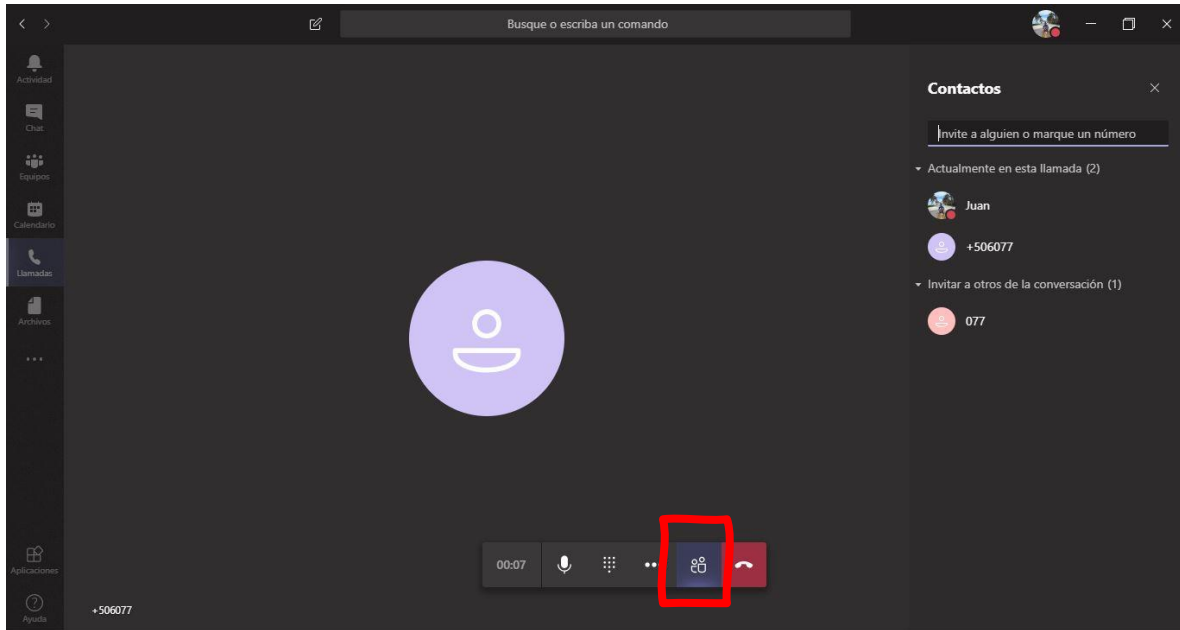 Busque o escriba un comando
Actividad
Chat
Equipos
Calendario
Llamadas
Archivos
Aplicaciones
Ayuda
+506077
00:07
Contactos
Invite a alguien o marque un número
Actualmente en esta llamada (2)
Juan
+506077
Invitar a otros de la conversación (1)
077